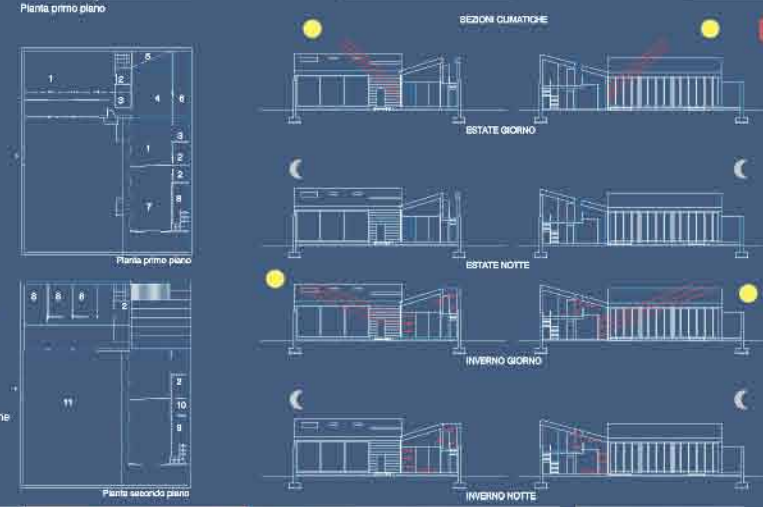 Pianta primo piano
SEZIONI CLIMATICHE
5
1
2
3
4
6
1
3
2
2
7
8
Pianta primo piano
ESTATE GIORNO
ESTATE NOTTE
8 8 8 2
11
2
10
9
ne
Pianta secondo piano
INVERNO GIORNO
INVERNO NOTTE